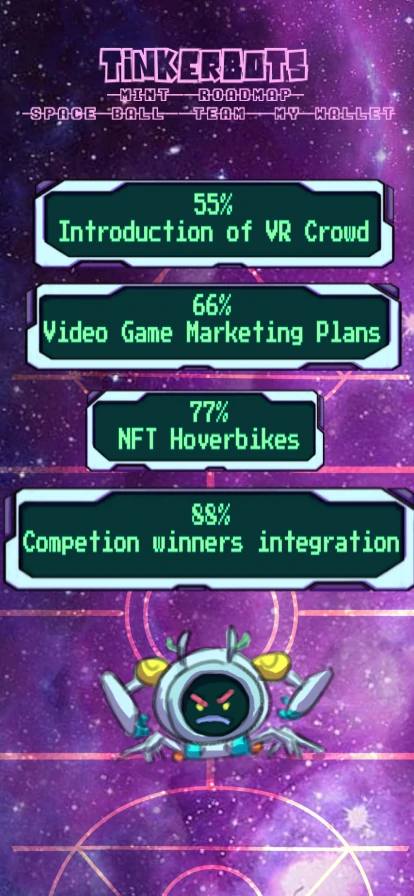 TINKERBOTS
MINT ROADMAP
SPACE BALL TEAM MY WALLET
55%
Introduction of VR Crowd
66%
Video Game Marketing Plans
77%
NFT Hoverbikes
88%
Competion winners integration